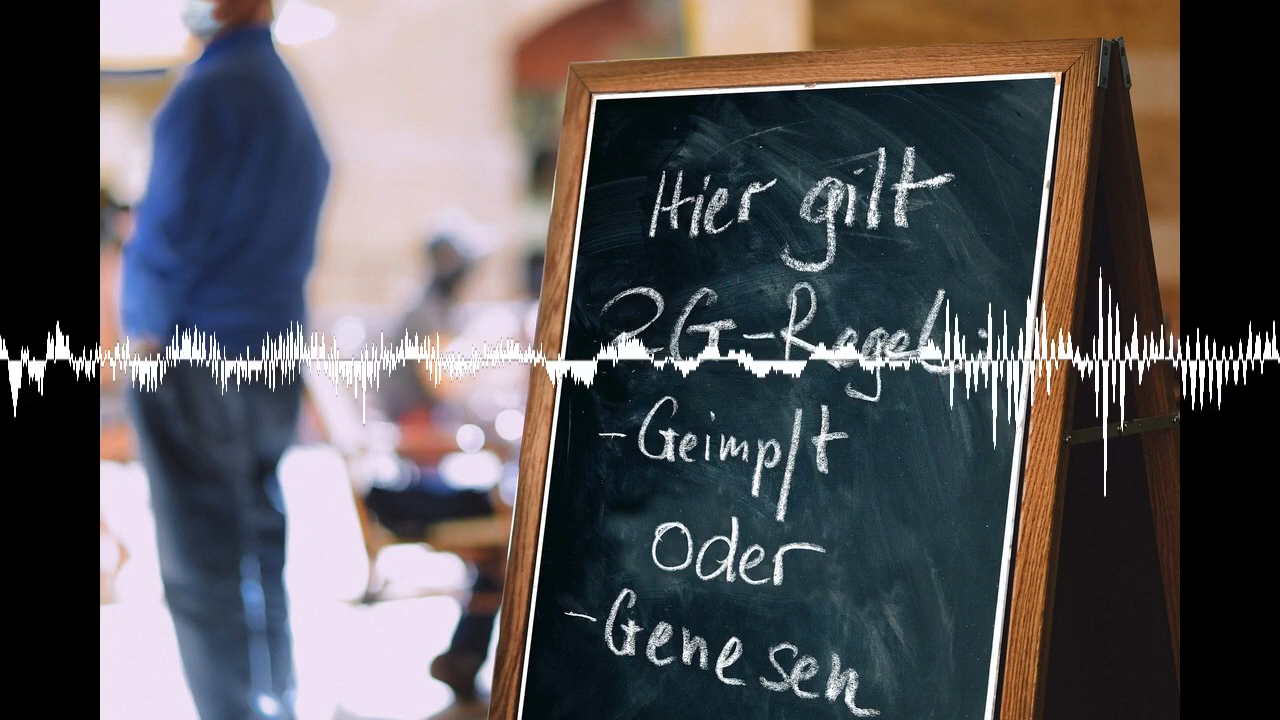 Hier gilt
2G-Regel:
- Geimpft
oder
- Genesen